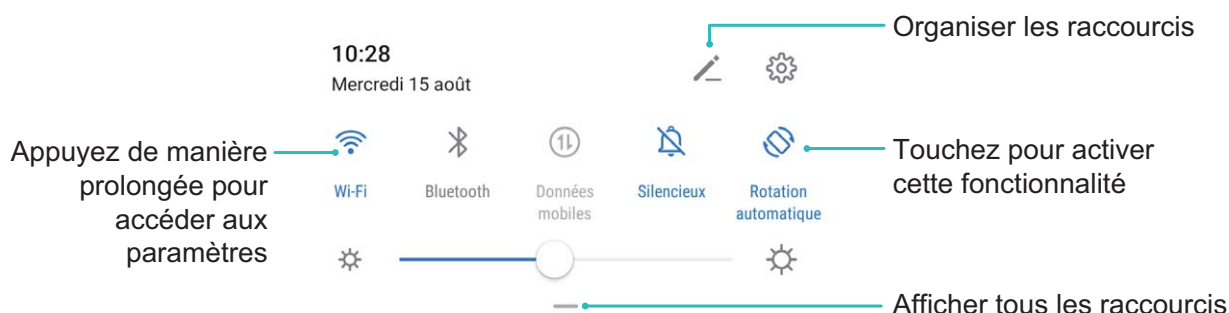 Organiser les raccourcis
10:28
Mercredi 15 août
Appuyez de manière
prolongée pour
accéder aux
paramètres
Wi-Fi
Bluetooth
Données
mobiles
Silencieux
Rotation
automatique
Touchez pour activer
cette fonctionnalité
Afficher tous les raccourcis